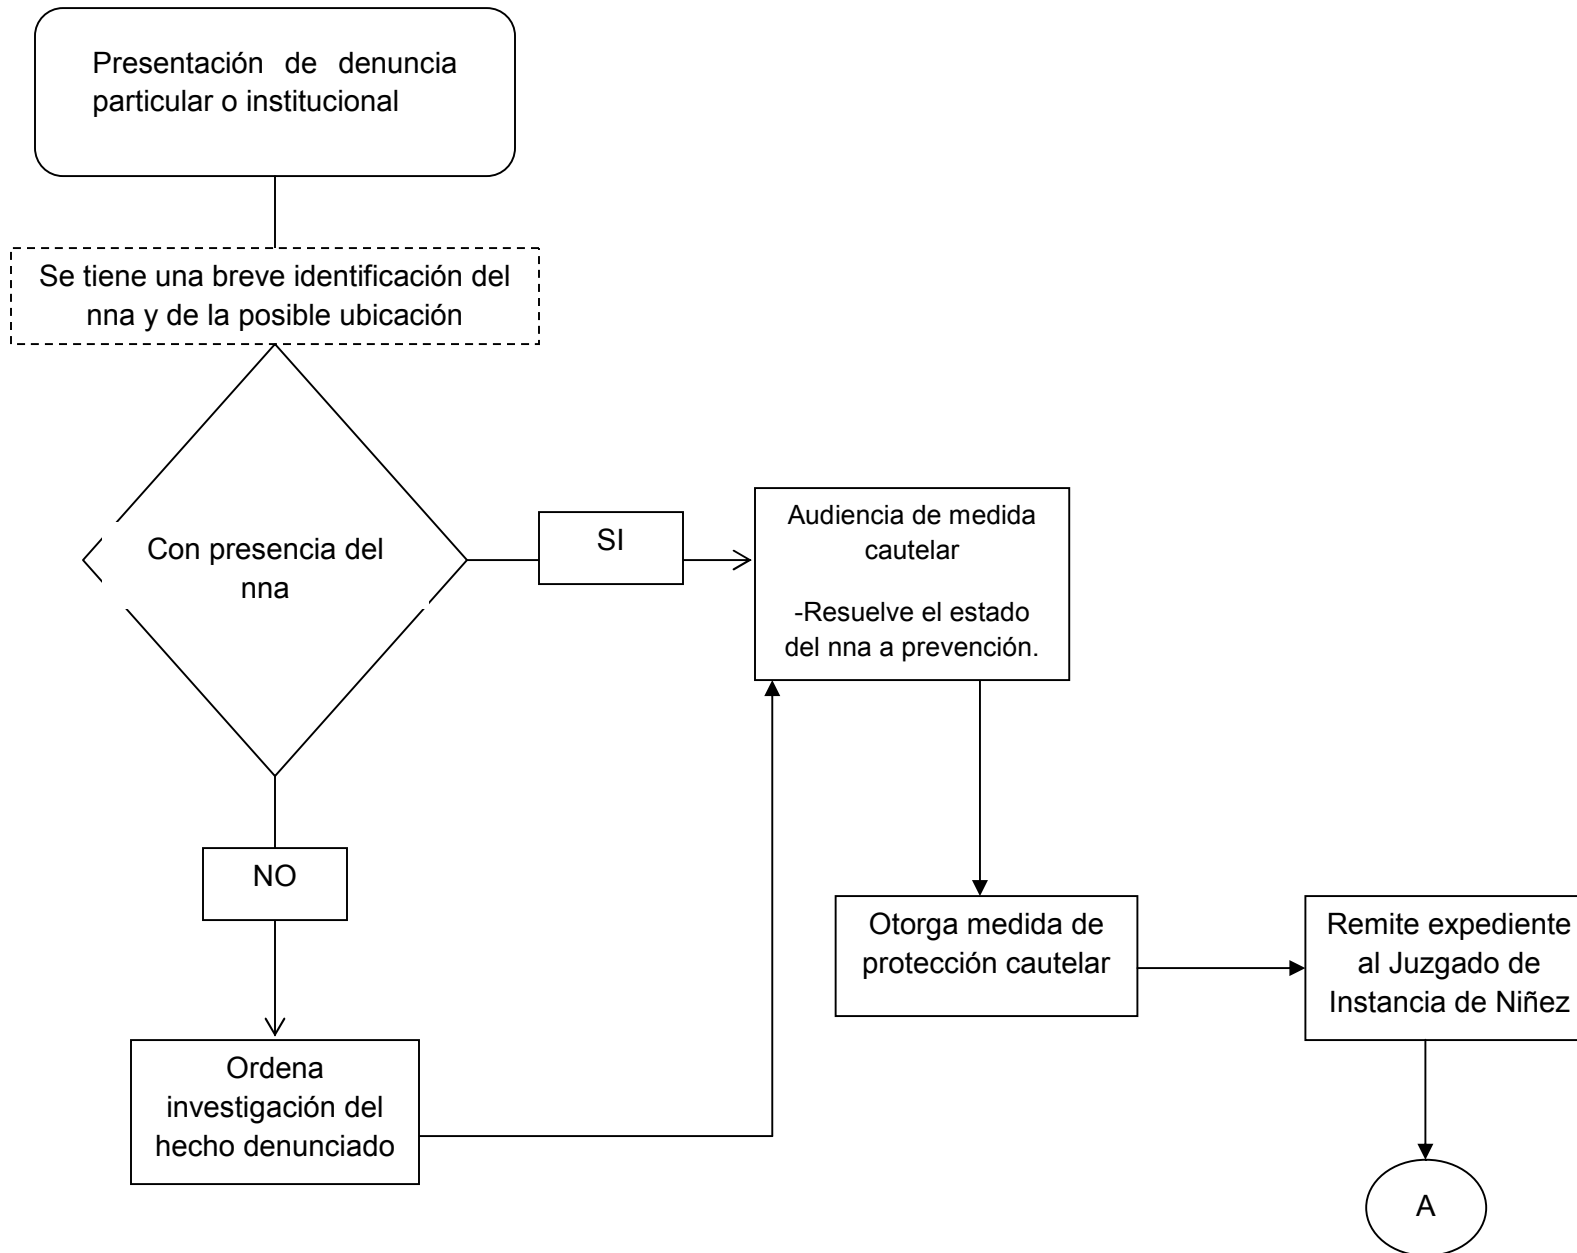 Presentación de denuncia
particular o institucional
Se tiene una breve identificación del
nna y de la posible ubicación
Con presencia del
nna
SI
Audiencia de medida
cautelar
-Resuelve el estado
del nna a prevención.
NO
Ordena
investigación del
hecho denunciado
Otorga medida de
protección cautelar
Remite expediente
al Juzgado de
Instancia de Niñez
A